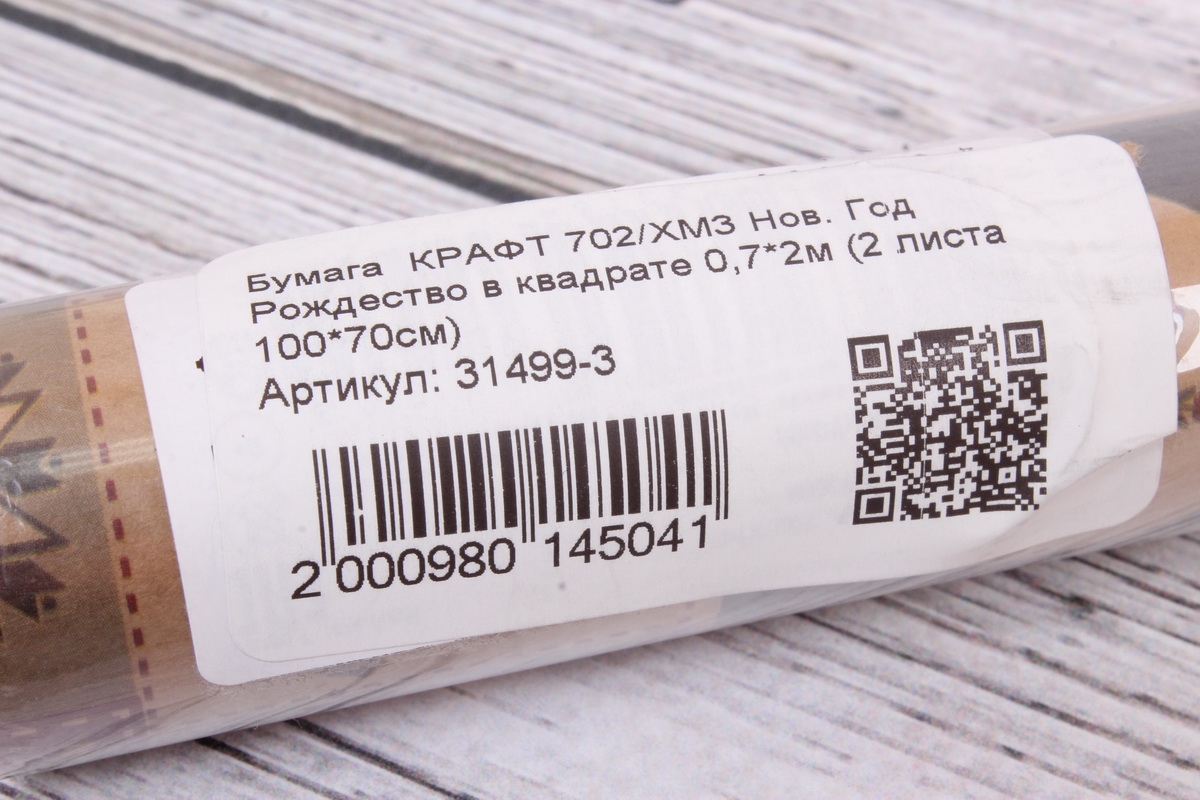 Бумага КРАФТ 702/ХМЗ Нов. Год
Рождество в квадрате 0,7*2м (2 листа
100*70см)
Артикул: 31499-3
2 000980 145041